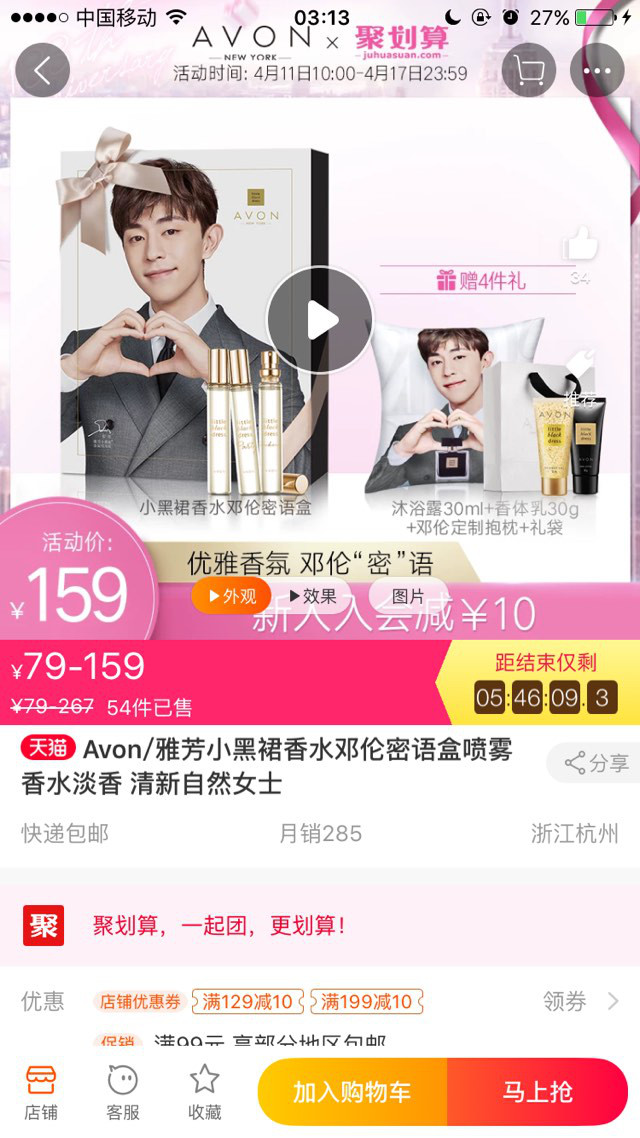 中国移动
03:13
27%
AVON × 聚划算
NEW YORK
juhuasuan.com
活动时间: 4月11日10:00-4月17日23:59
AVON
NEW YORK
赠4件礼
34
推荐
AVON
little black dress
小黑裙香水邓伦密语盒
沐浴露30ml+香体乳30g
+邓伦定制抱枕+礼袋
活动价:
¥159
优雅香氛 邓伦“密”语
外观
效果
图片
新人入会减¥10
¥79-159
¥79-267 54件已售
距结束仅剩
05:46:09.3
天猫 Avon/雅芳小黑裙香水邓伦密语盒喷雾
香水淡香 清新自然女士
分享
快递包邮 月销285 浙江杭州
聚 聚划算，一起团，更划算！
优惠 店铺优惠券 满129减10 满199减10 领券
促销 满99元,高部分地区包邮
店铺 客服 收藏 加入购物车 马上抢